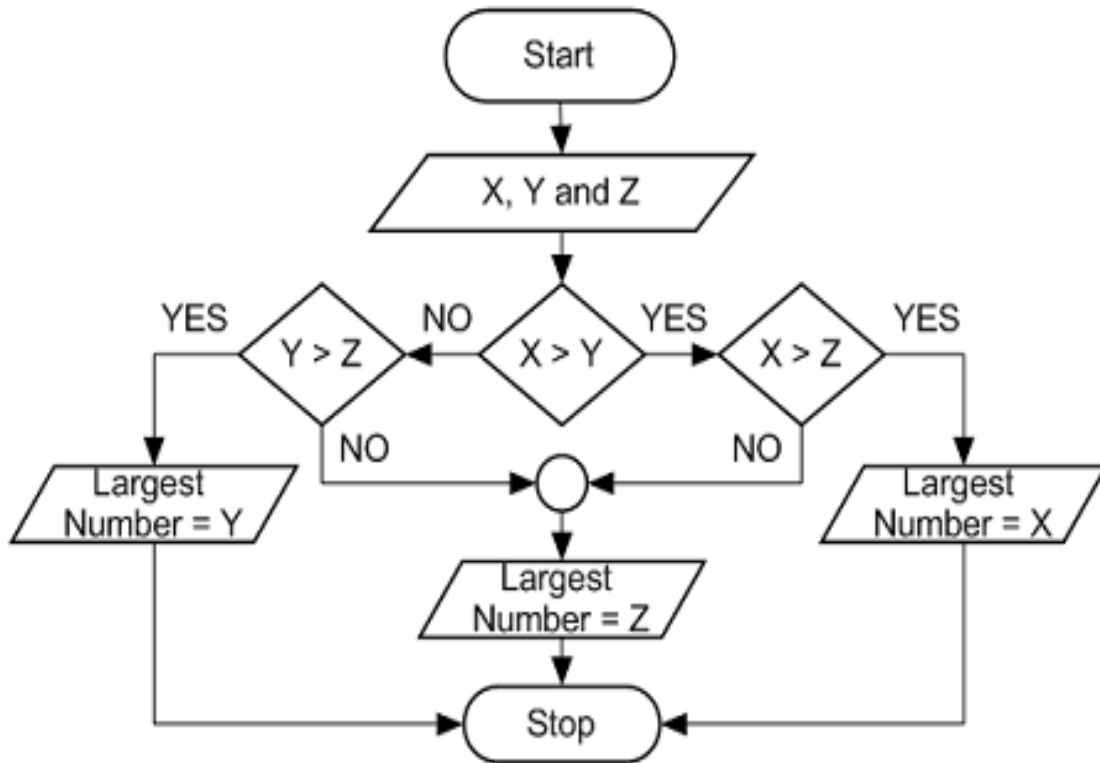 Start
X, Y and Z
YES
NO
YES
YES
Y > Z
X > Y
X > Z
NO
NO
Largest
Number = Y
Largest
Number = X
Largest
Number = Z
Stop